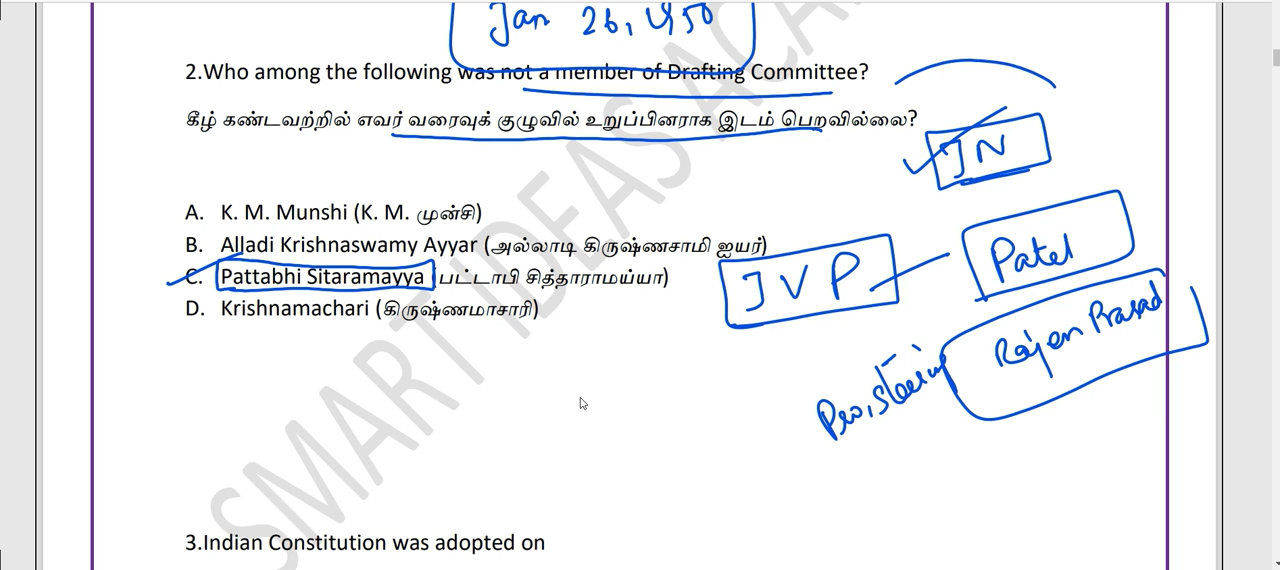 Jan 26, 1950
2.Who among the following was not a member of Drafting Committee?
கீழ் கண்டவற்றில் எவர் வரைவுக் குழுவில் உறுப்பினராக இடம் பெறவில்லை?
JN
A. K. M. Munshi (K. M. முன்சி)
B. Alladi Krishnaswamy Ayyar (அல்லாடி கிருஷ்ணசாமி ஐயர்)
Patel
JVP
C. Pattabhi Sitaramayya (பட்டாபி சித்தாராமய்யா)
D. Krishnamachari (கிருஷ்ணமாசாரி)
Rajen Prasad
SMART IDEAS ACA
3.Indian Constitution was adopted on